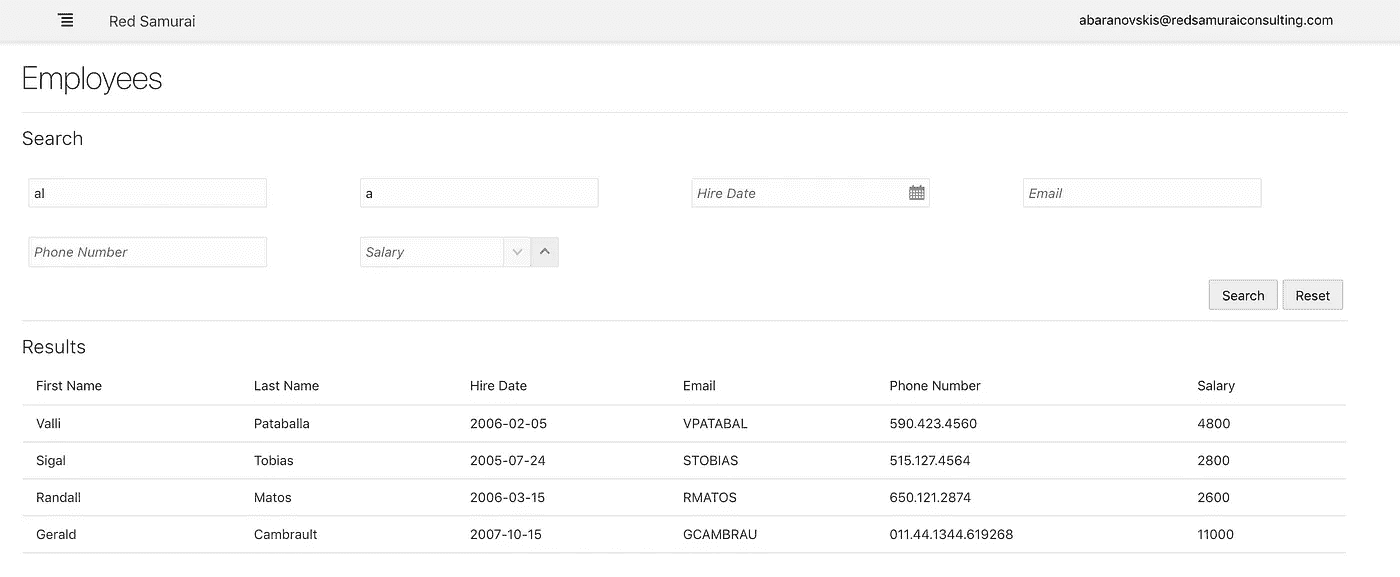 Red Samurai abaranovskis@redsamuraiconsulting.com
Employees
Search
al a Hire Date Email
Phone Number Salary
Search Reset
Results
First Name Last Name Hire Date Email Phone Number Salary
Valli Pataballa 2006-02-05 VPATABAL 590.423.4560 4800
Sigal Tobias 2005-07-24 STOBIAS 515.127.4564 2800
Randall Matos 2006-03-15 RMATOS 650.121.2874 2600
Gerald Cambrault 2007-10-15 GCAMBRAU 011.44.1344.619268 11000